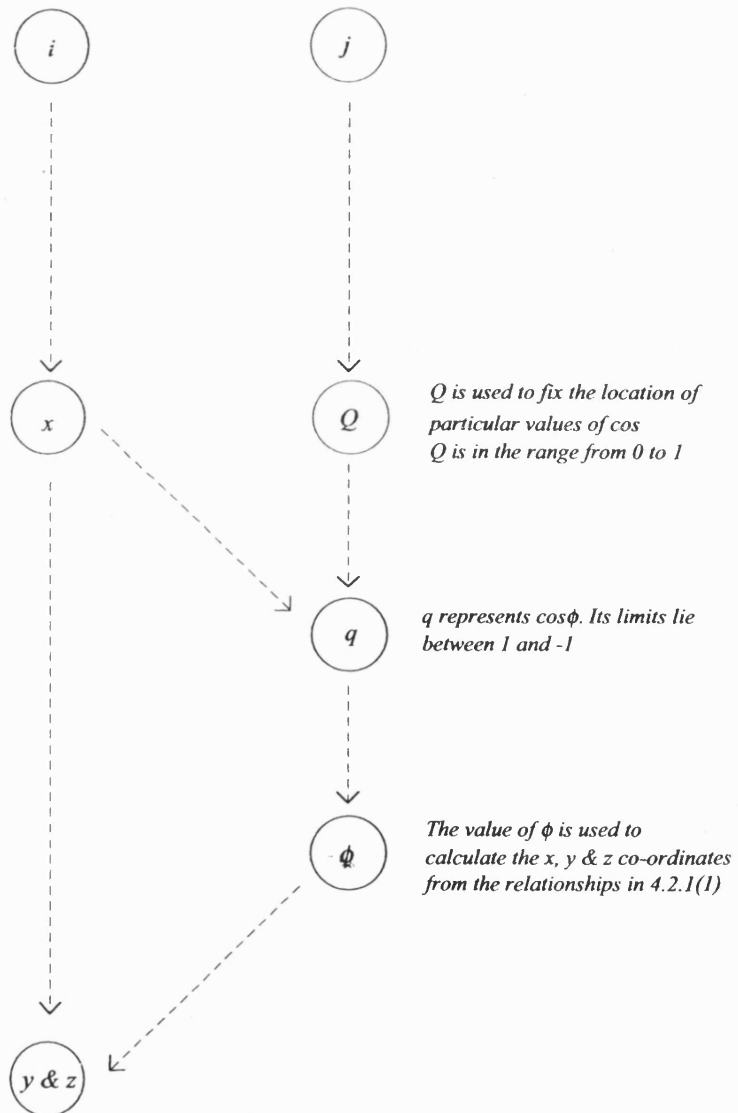 i
j
x
Q
Q is used to fix the location of
particular values of cos
Q is in the range from 0 to 1
q
q represents cosϕ. Its limits lie
between 1 and -1
ϕ
The value of ϕ is used to
calculate the x, y & z co-ordinates
from the relationships in 4.2.1(1)
y & z